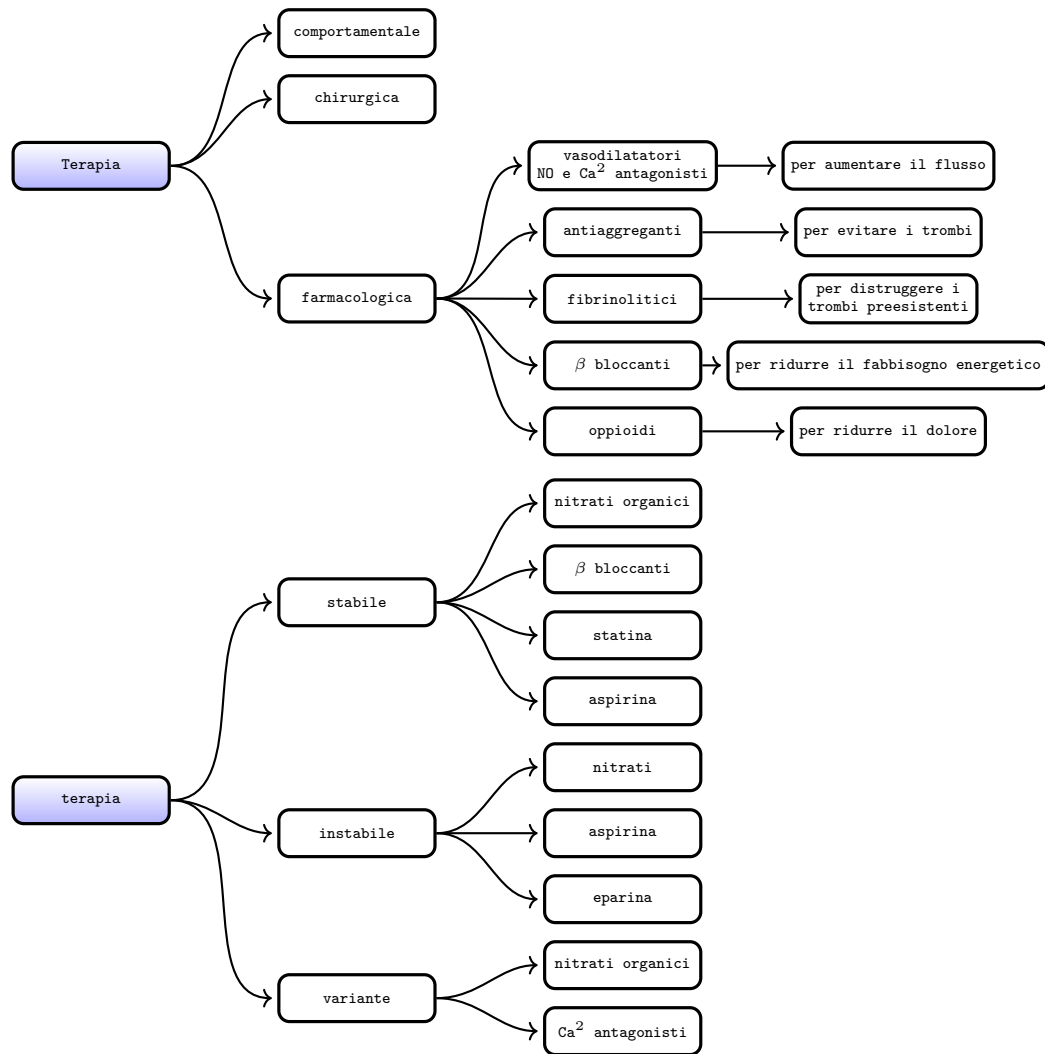 comportamentale
chirurgica
Terapia
vasodilatatori
NO e Ca² antagonisti
per aumentare il flusso
antiaggreganti
per evitare i trombi
farmacologica
fibrinolitici
per distruggere i
trombi preesistenti
β bloccanti
per ridurre il fabbisogno energetico
oppioidi
per ridurre il dolore
nitrati organici
β bloccanti
stabile
statina
aspirina
nitrati
terapia
instabile
aspirina
eparina
nitrati organici
variante
Ca² antagonisti